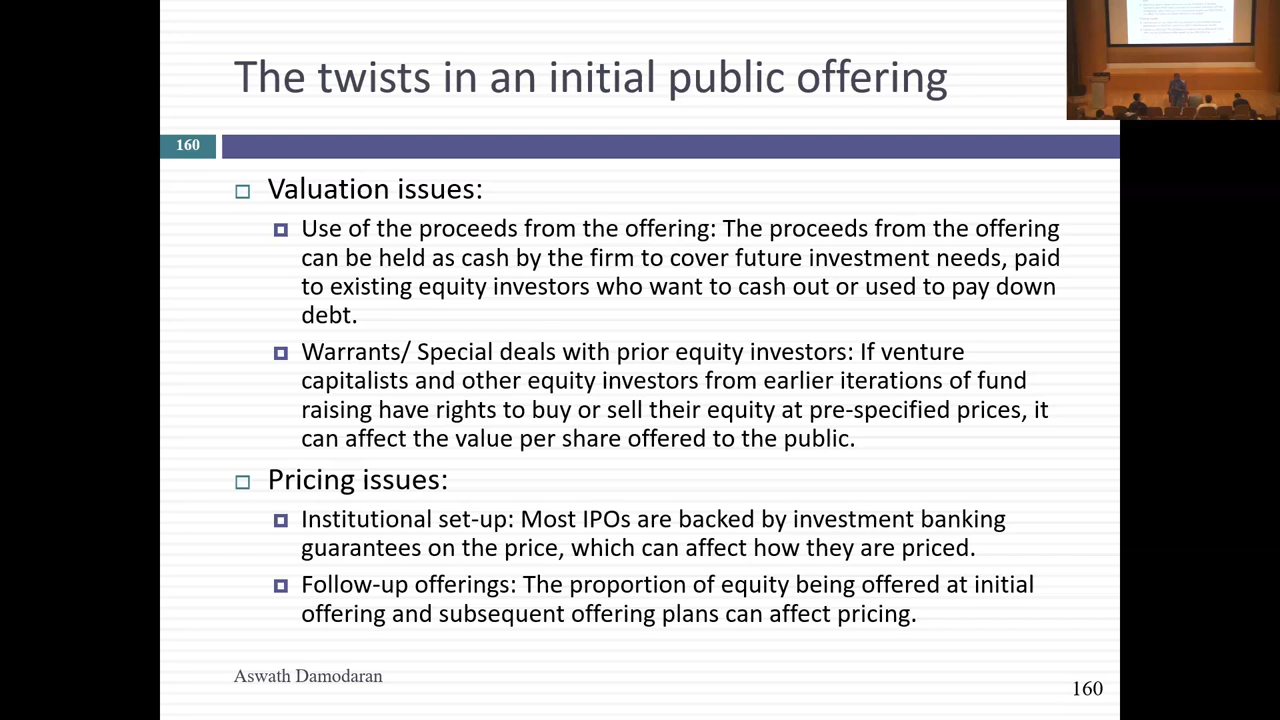 The twists in an initial public offering
160
Valuation issues:
Use of the proceeds from the offering: The proceeds from the offering
can be held as cash by the firm to cover future investment needs, paid
to existing equity investors who want to cash out or used to pay down
debt.
Warrants/ Special deals with prior equity investors: If venture
capitalists and other equity investors from earlier iterations of fund
raising have rights to buy or sell their equity at pre-specified prices, it
can affect the value per share offered to the public.
Pricing issues:
Institutional set-up: Most IPOs are backed by investment banking
guarantees on the price, which can affect how they are priced.
Follow-up offerings: The proportion of equity being offered at initial
offering and subsequent offering plans can affect pricing.
Aswath Damodaran
160